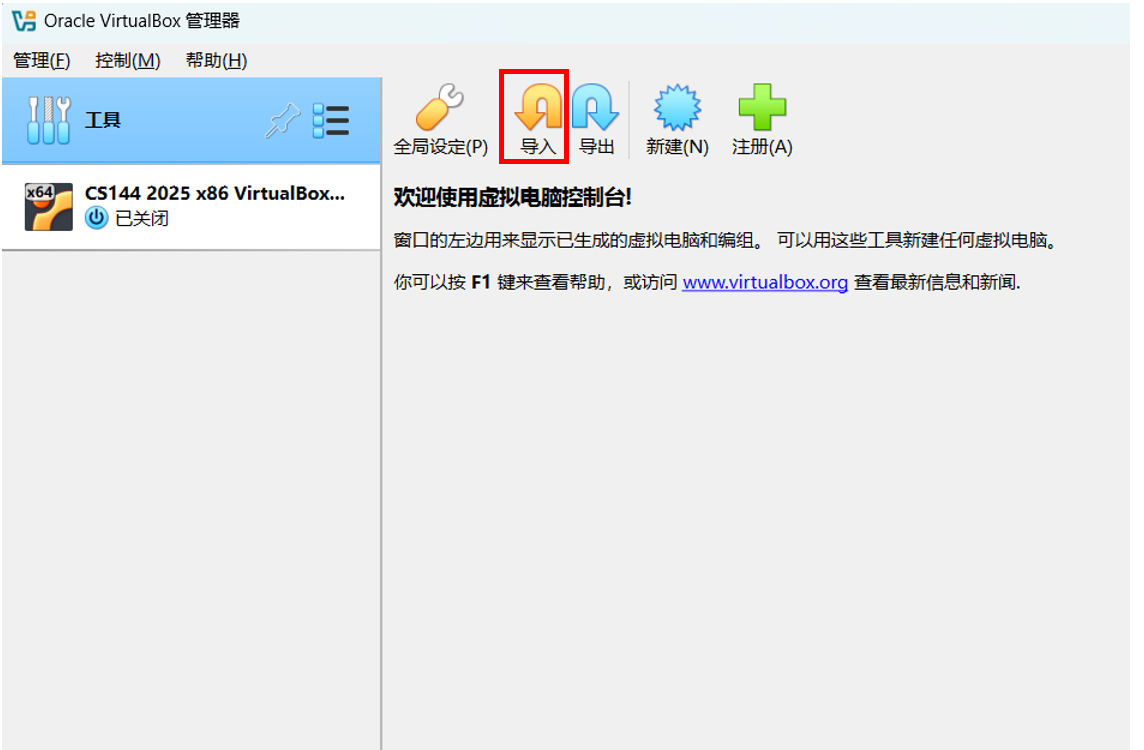 Oracle VirtualBox 管理器
管理(F) 控制(M) 帮助(H)
工具
全局设定(P) 导入 导出 新建(N) 注册(A)
x64
CS144 2025 x86 VirtualBox...
已关闭
欢迎使用虚拟电脑控制台!
窗口的左边用来显示已生成的虚拟电脑和编组。 可以用这些工具新建任何虚拟电脑。
你可以按 F1 键来查看帮助，或访问 www.virtualbox.org 查看最新信息和新闻.